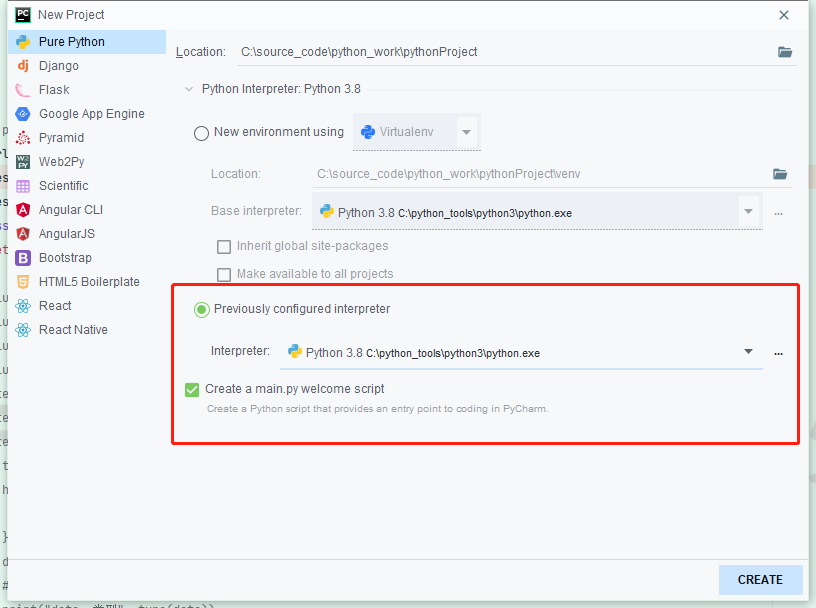 New Project
Pure Python
Django
Flask
Google App Engine
Pyramid
Web2Py
Scientific
Angular CLI
AngularJS
Bootstrap
HTML5 Boilerplate
React
React Native
Location: C:\source_code\python_work\pythonProject
Python Interpreter: Python 3.8
New environment using Virtualenv
Location: C:\source_code\python_work\pythonProject\venv
Base interpreter: Python 3.8 C:\python_tools\python3\python.exe ...
Inherit global site-packages
Make available to all projects
Previously configured interpreter
Interpreter: Python 3.8 C:\python_tools\python3\python.exe ...
Create a main.py welcome script
Create a Python script that provides an entry point to coding in PyCharm.
CREATE